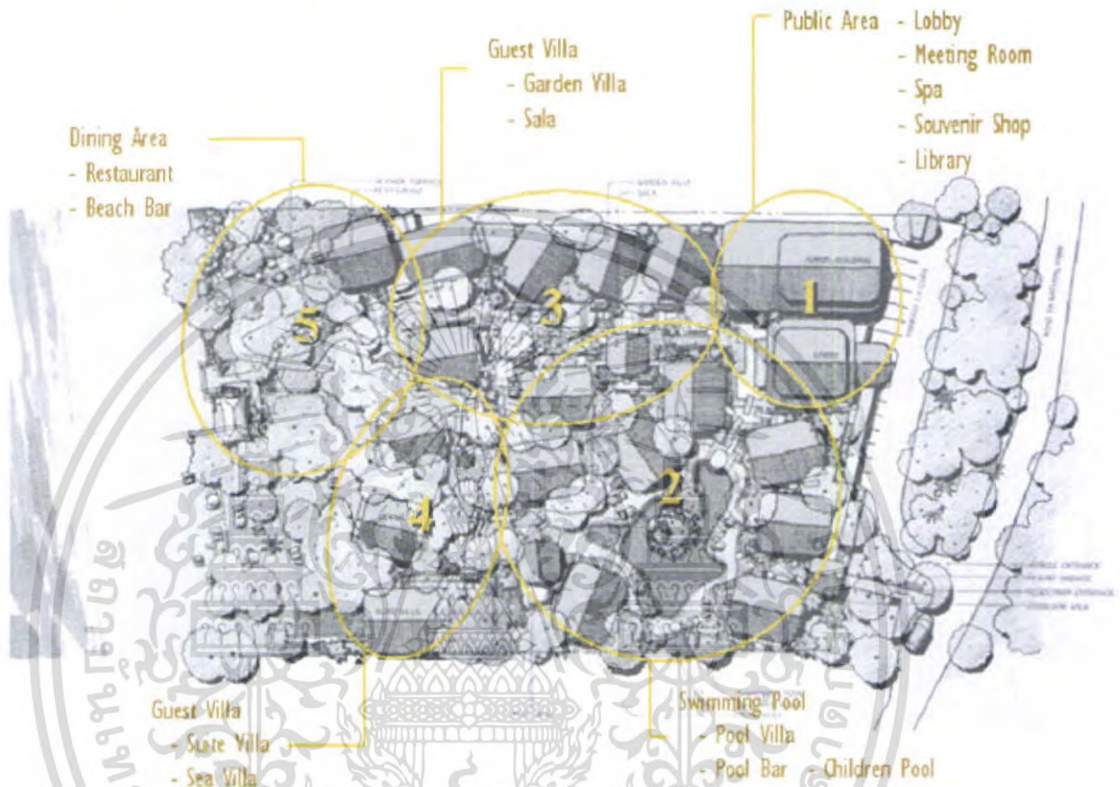 Public Area - Lobby
- Meeting Room
- Spa
- Souvenir Shop
- Library
Guest Villa
- Garden Villa
- Sala
Dining Area
- Restaurant
- Beach Bar
1
3
5
2
4
Guest Villa
- Suite Villa
- Sea Villa
Swimming Pool
- Pool Villa
- Pool Bar - Children Pool